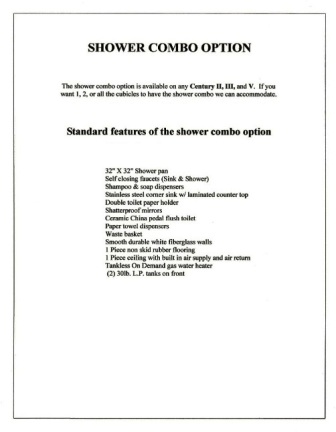 SHOWER COMBO OPTION
The shower combo option is available on any Century II, III, and V. If you
want 1, 2, or all the cubicles to have the shower combo we can accommodate.
Standard features of the shower combo option
32" X 32" Shower pan
Self closing faucets (Sink & Shower)
Shampoo & soap dispensers
Stainless steel corner sink w/ laminated counter top
Double toilet paper holder
Shatterproof mirrors
Ceramic China pedal flush toilet
Paper towel dispensers
Waste basket
Smooth durable white fiberglass walls
1 Piece non skid rubber flooring
1 Piece ceiling with built in air supply and air return
Tankless On Demand gas water heater
(2) 30lb. L.P. tanks on front